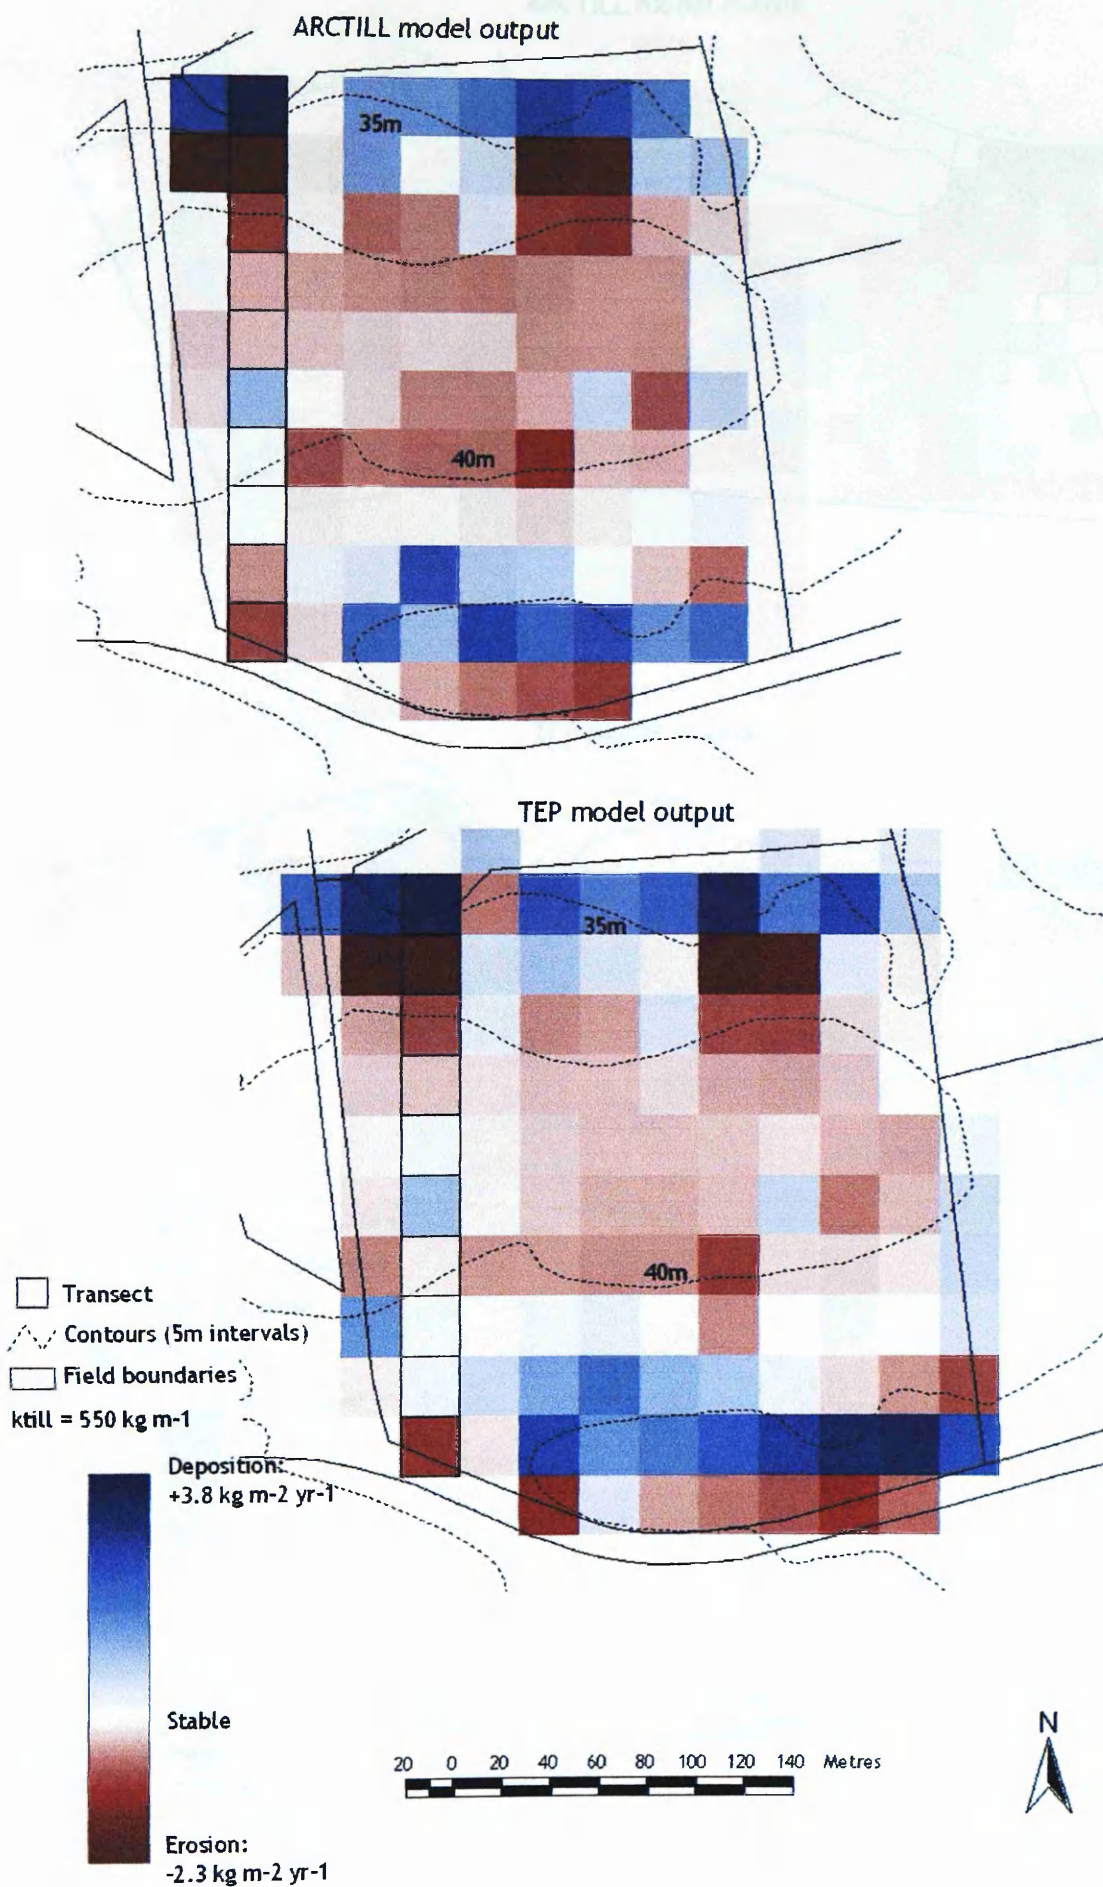 ARCTILL model output
35m
40m
TEP model output
35m
40m
Transect
Contours (5m intervals)
Field boundaries
ktill = 550 kg m-1
Deposition:
+3.8 kg m-2 yr-1
Stable
Erosion:
-2.3 kg m-2 yr-1
20 0 20 40 60 80 100 120 140 Metres
N